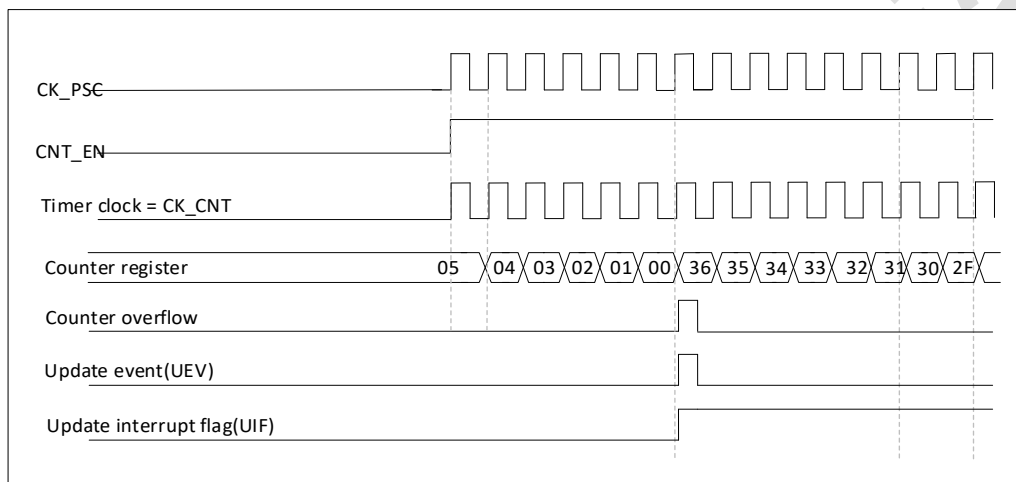 CK_PSC
CNT_EN
Timer clock = CK_CNT
Counter register 05 04 03 02 01 00 36 35 34 33 32 31 30 2F
Counter overflow
Update event(UEV)
Update interrupt flag(UIF)